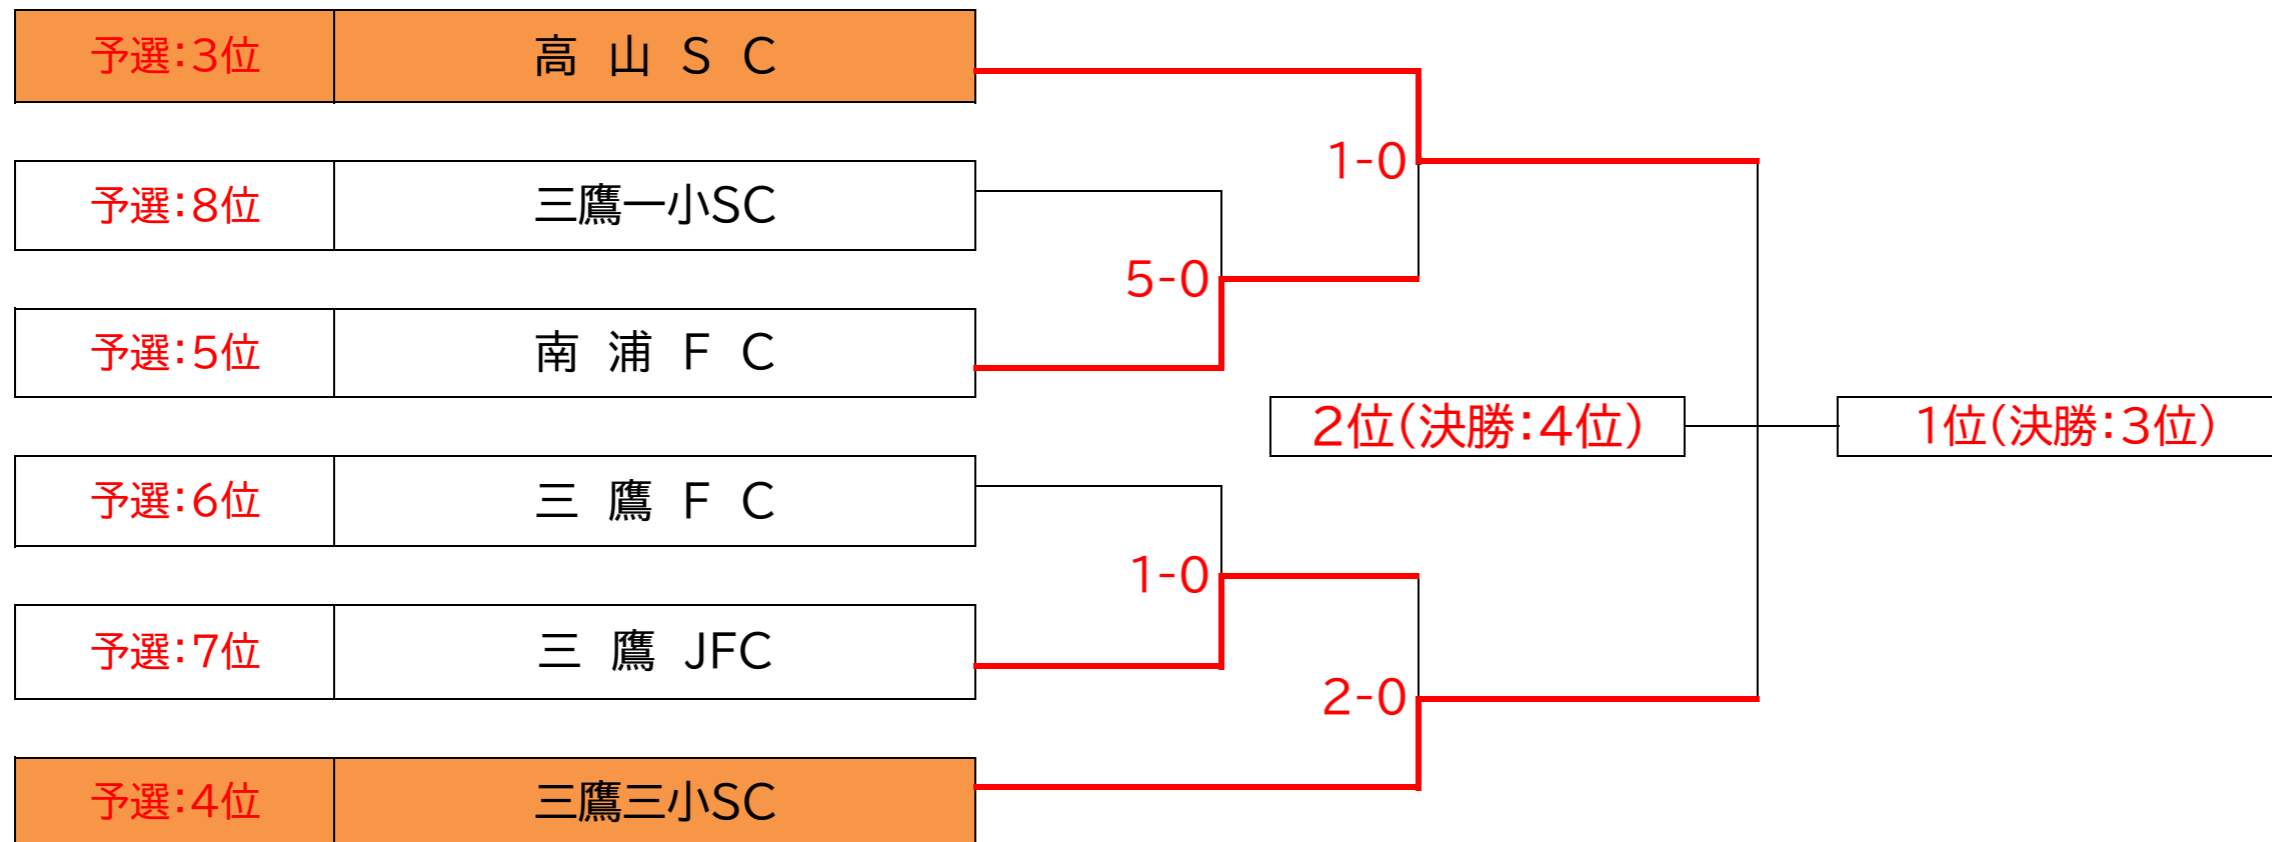 予選：3位 高 山 S C
1-0
予選：8位 三鷹一小SC
5-0
予選：5位 南 浦 F C
2位（決勝：4位） 1位（決勝：3位）
予選：6位 三 鷹 F C
1-0
予選：7位 三 鷹 JFC
2-0
予選：4位 三鷹三小SC